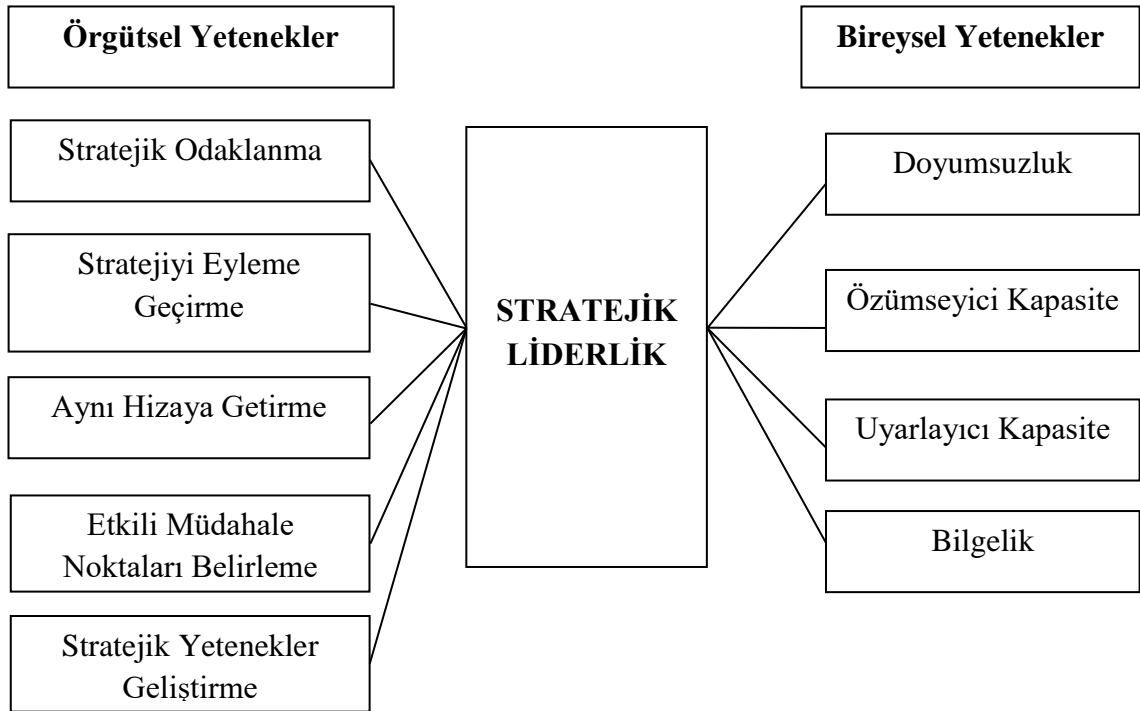 Örgütsel Yetenekler
Stratejik Odaklanma
Stratejiyi Eyleme
Geçirme
Aynı Hizaya Getirme
Etkili Müdahale
Noktaları Belirleme
Stratejik Yetenekler
Geliştirme
STRATEJİK
LİDERLİK
Bireysel Yetenekler
Doyumsuzluk
Özümseyici Kapasite
Uyarlayıcı Kapasite
Bilgelik